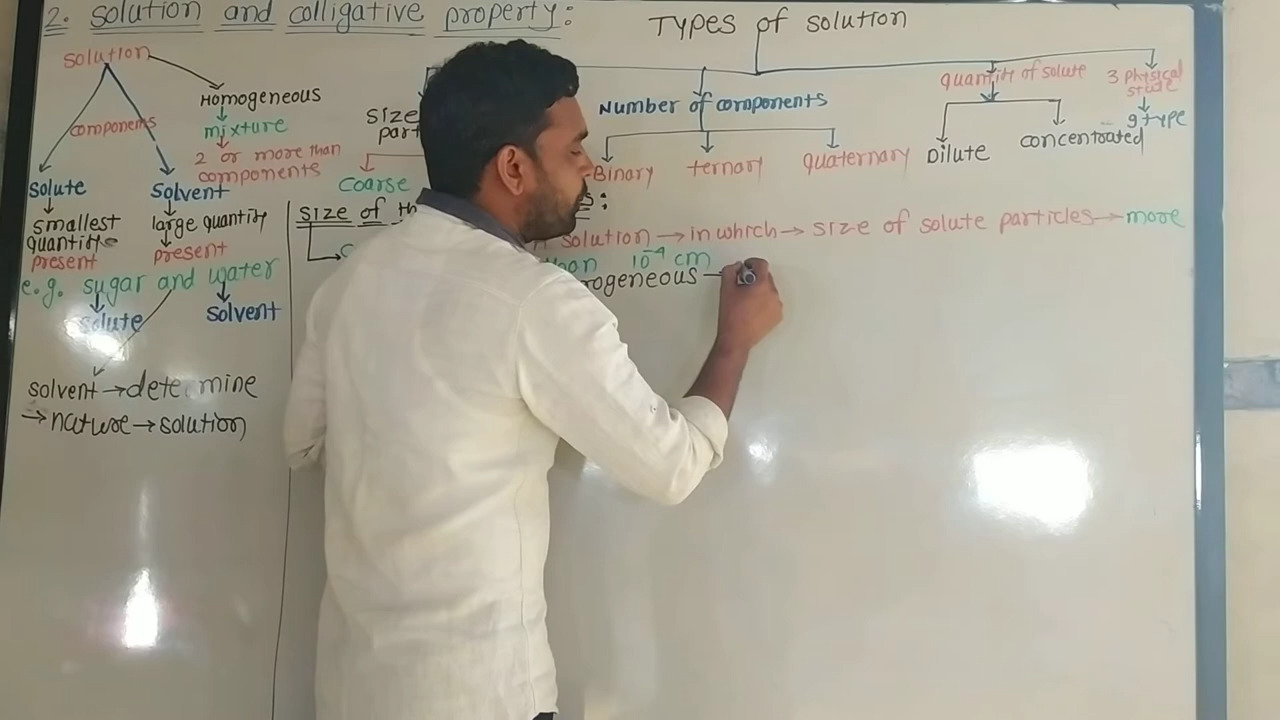 2. solution and colligative property:
Types of solution
solution
Homogeneous
mixture
2 or more than
components
components
Solute
smallest
quantity
present
Solvent
large quantity
present
e.g. sugar and water
solute
solvent
solvent → determine
→ nature → solution
size
part
coarse
Number of components
Binary
ternary
quaternary
quantity of solute
Dilute
concentrated
3 physical
state
9 type
size of th
s:
solution → in which → size of solute particles → more
than 10⁻⁴ cm
rogeneous →